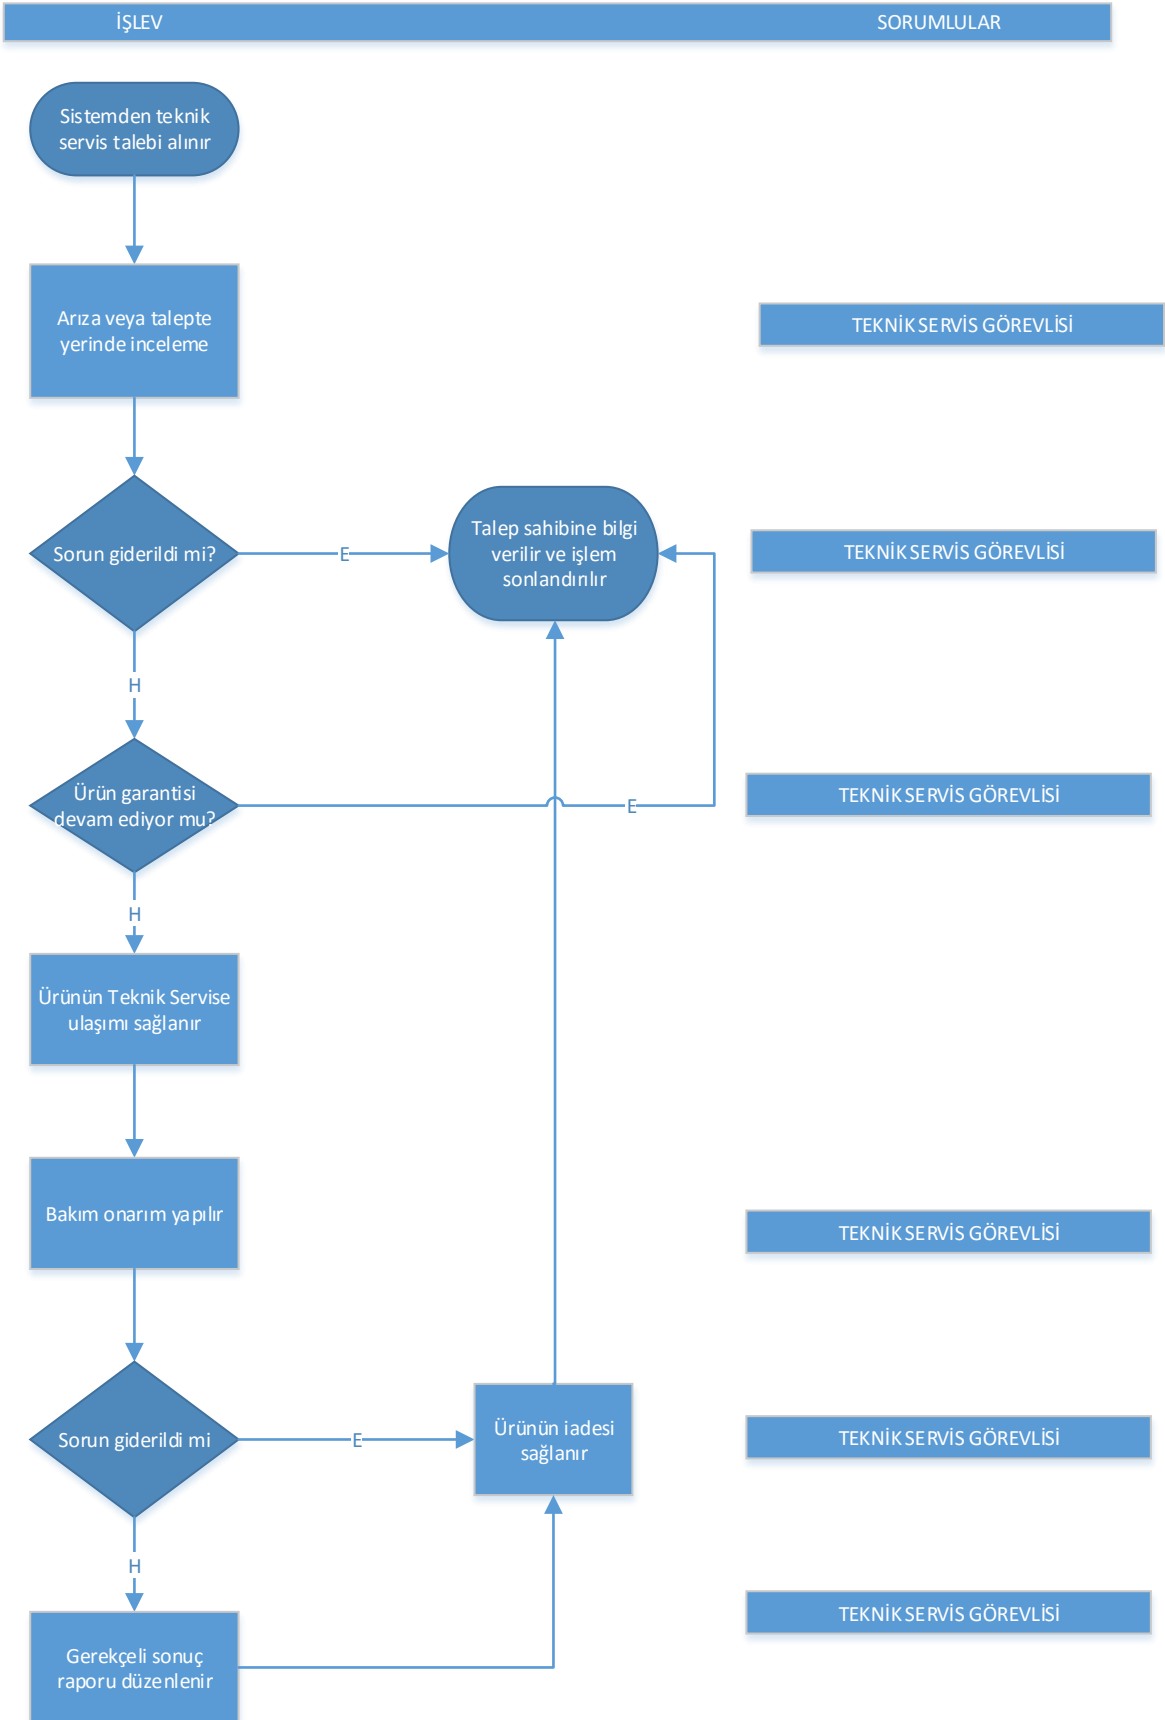 İŞLEV
SORUMLULAR
Sistemden teknik
servis talebi alınır
Arıza veya talepte
yerinde inceleme
TEKNİK SERVİS GÖREVLİSİ
Sorun giderildi mi?
E
Talep sahibine bilgi
verilir ve işlem
sonlandırılır
TEKNİK SERVİS GÖREVLİSİ
H
Ürün garantisi
devam ediyor mu?
E
TEKNİK SERVİS GÖREVLİSİ
H
Ürünün Teknik Servise
ulaşımı sağlanır
Bakım onarım yapılır
TEKNİK SERVİS GÖREVLİSİ
Sorun giderildi mi
E
Ürünün iadesi
sağlanır
TEKNİK SERVİS GÖREVLİSİ
H
Gerekçeli sonuç
raporu düzenlenir
TEKNİK SERVİS GÖREVLİSİ